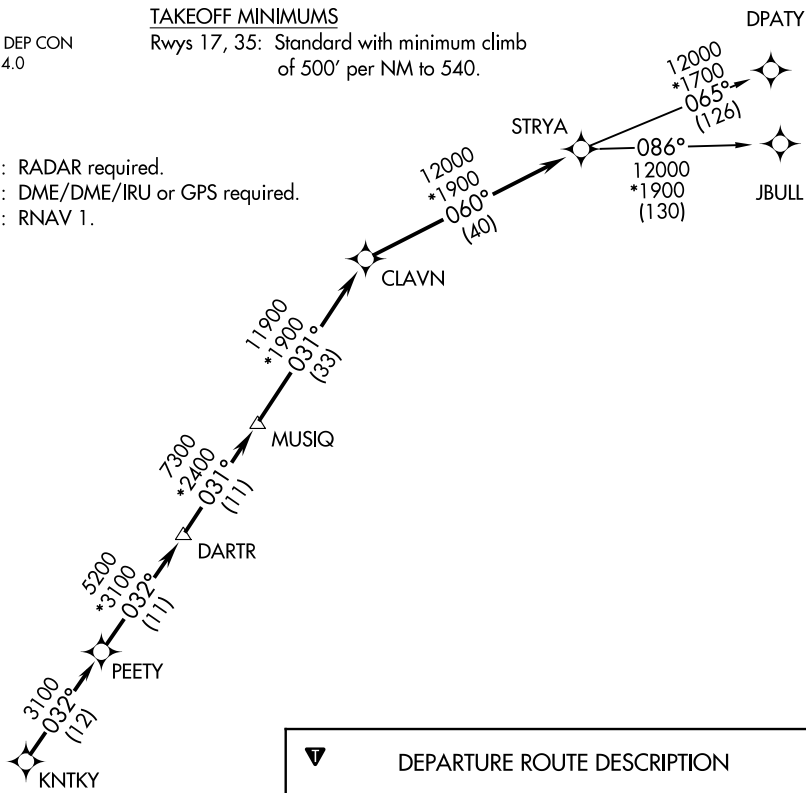 TAKEOFF MINIMUMS
Rwys 17, 35: Standard with minimum climb
of 500' per NM to 540.
DEP CON
4.0
: RADAR required.
: DME/DME/IRU or GPS required.
: RNAV 1.
DPATY
12000
*1700
065°
(126)
STRYA
086°
12000
*1900
(130)
JBULL
12000
*1900
060°
(40)
CLAVN
11900
*1900
031°
(33)
MUSIQ
7300
*2400
031°
(11)
DARTR
5200
*3100
032°
(11)
PEETY
3100
032°
(12)
KNTKY
T
DEPARTURE ROUTE DESCRIPTION